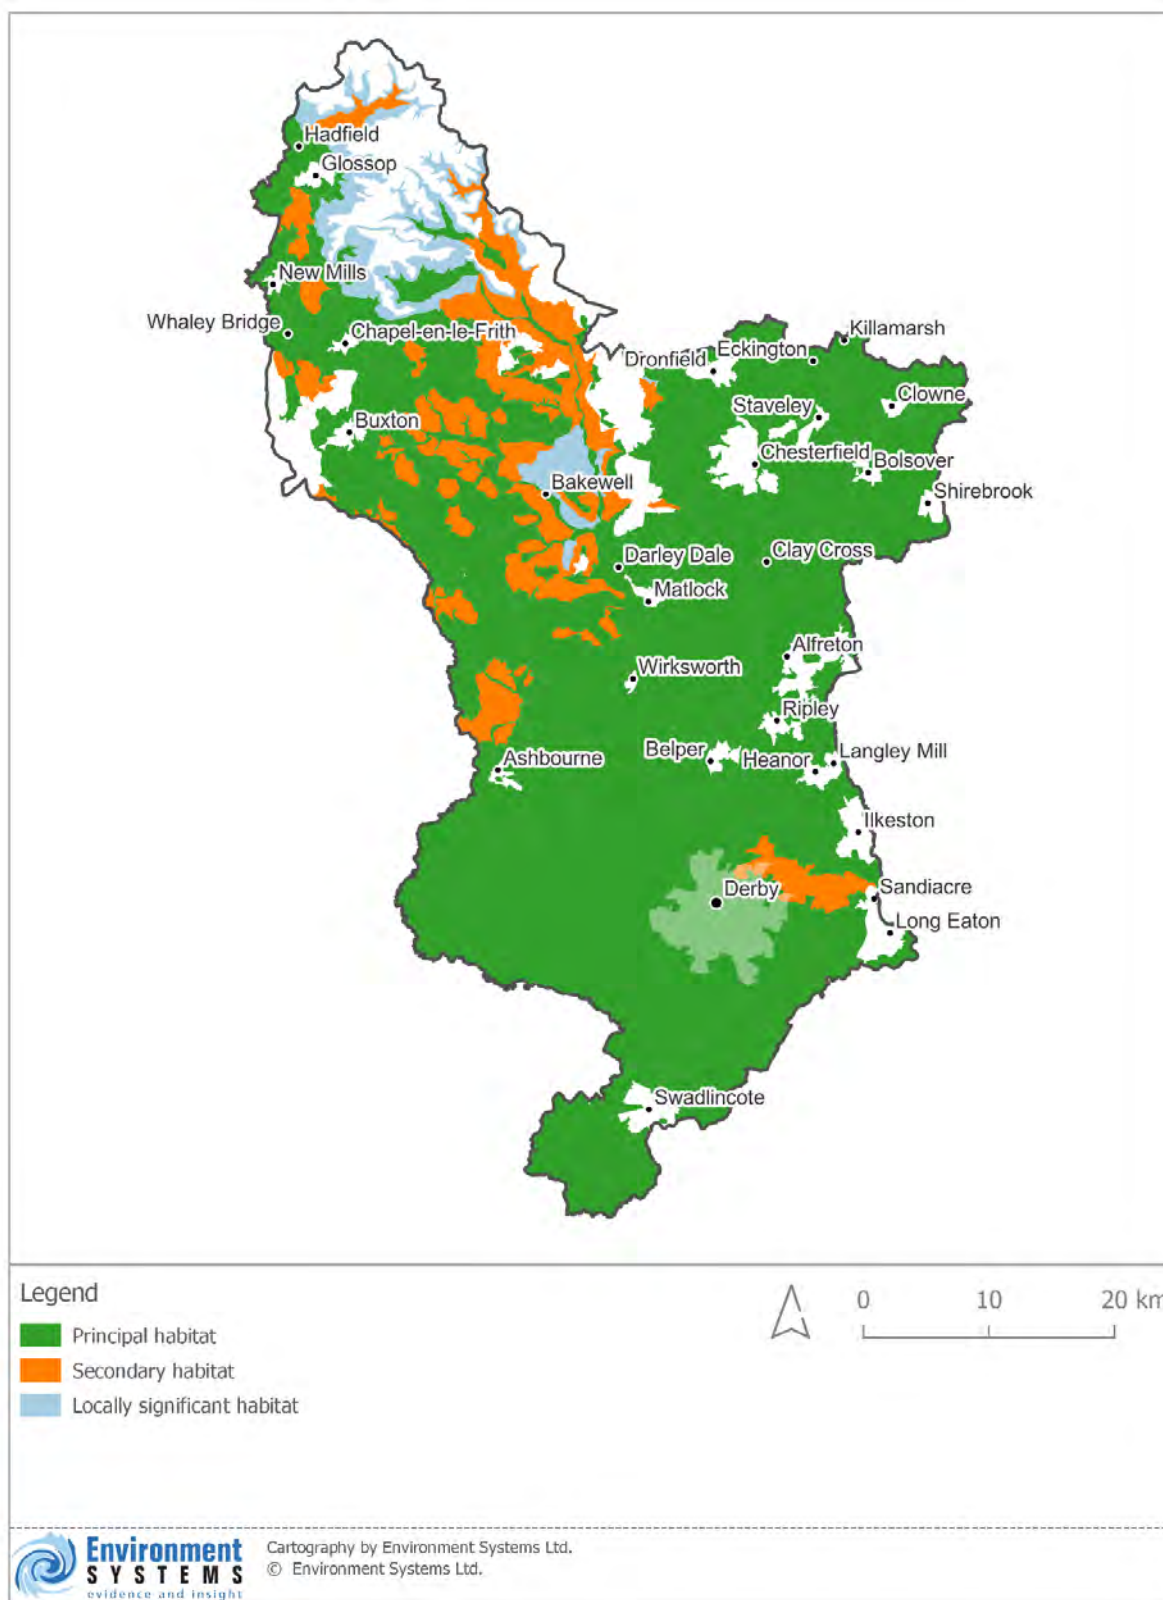 Hadfield
Glossop
New Mills
Whaley Bridge
Chapel-en-le-Frith
Killamarsh
Dronfield
Eckington
Clowne
Staveley
Buxton
Chesterfield
Bolsover
Bakewell
Shirebrook
Darley Dale
Clay Cross
Matlock
Alfreton
Wirksworth
Ripley
Belper
Heanor
Langley Mill
Ashbourne
Ilkeston
Derby
Sandiacre
Long Eaton
Swadlincote
Legend
Principal habitat
Secondary habitat
Locally significant habitat
0 10 20 km
Environment
SYSTEMS
evidence and insight
Cartography by Environment Systems Ltd.
© Environment Systems Ltd.